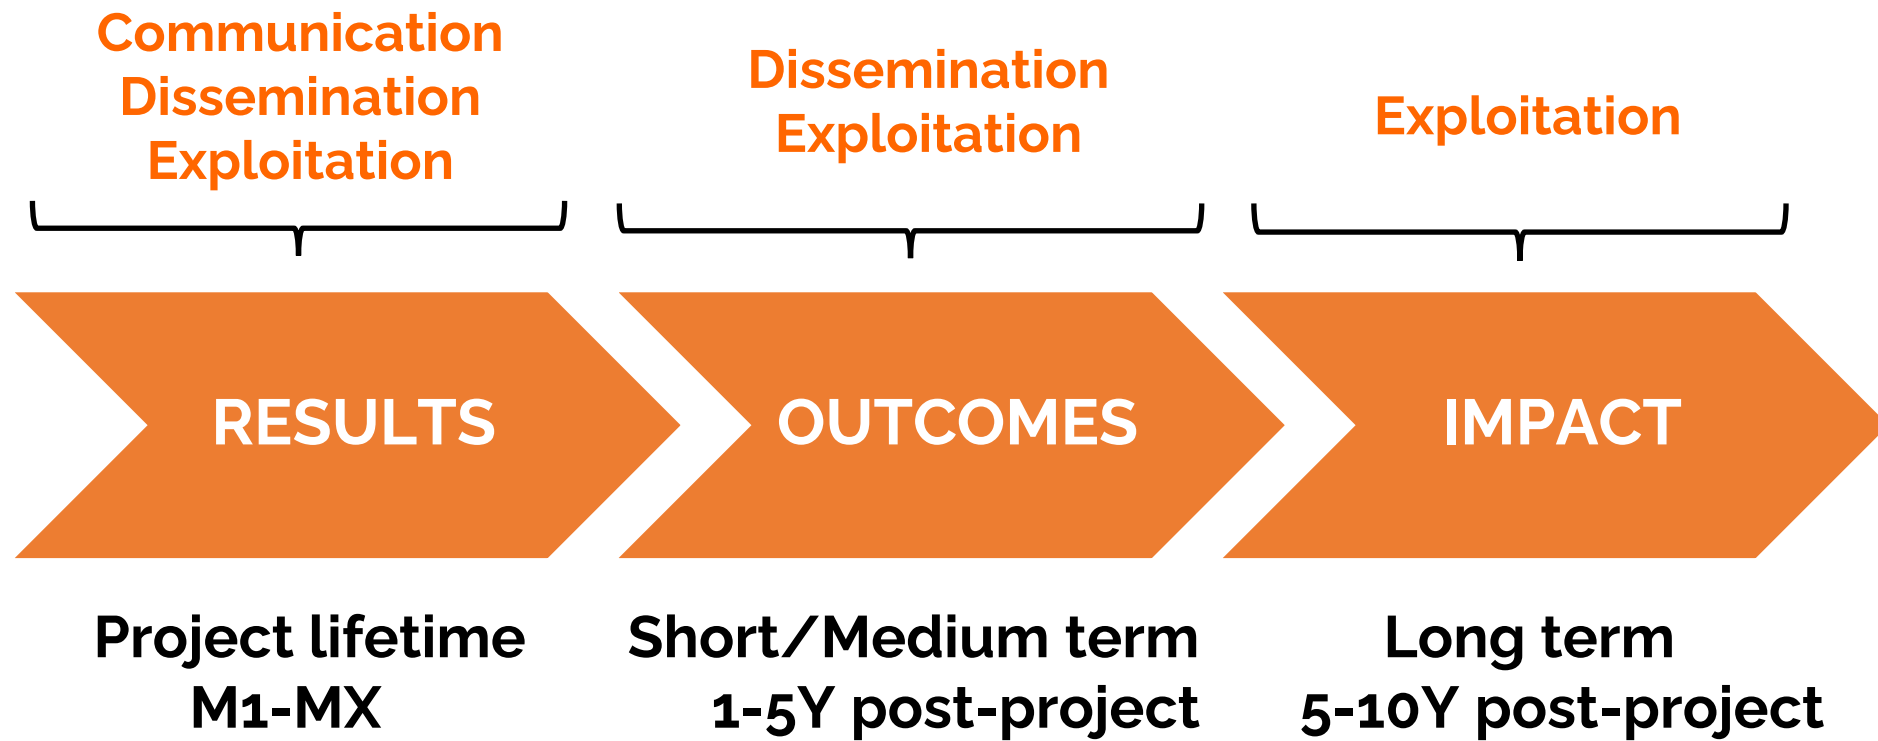 Communication
Dissemination
Exploitation
Dissemination
Exploitation
Exploitation
RESULTS
OUTCOMES
IMPACT
Project lifetime
M1-MX
Short/Medium term
1-5Y post-project
Long term
5-10Y post-project